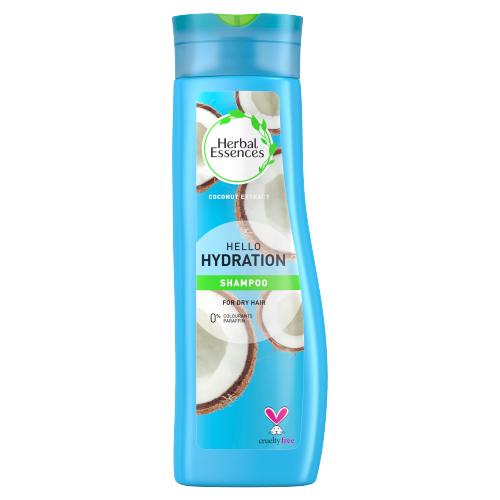 Herbal
Essences
COCONUT EXTRACT
HELLO
HYDRATION
SHAMPOO
FOR DRY HAIR
0% COLOURANTS
PARAFFIN
cruelty free